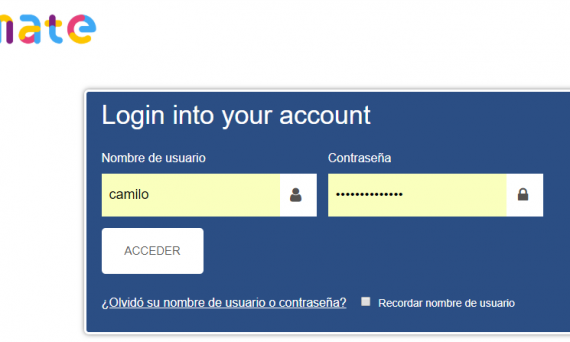 nate
Login into your account
Nombre de usuario Contraseña
camilo ••••••••••••••
ACCEDER
¿Olvidó su nombre de usuario o contraseña? Recordar nombre de usuario